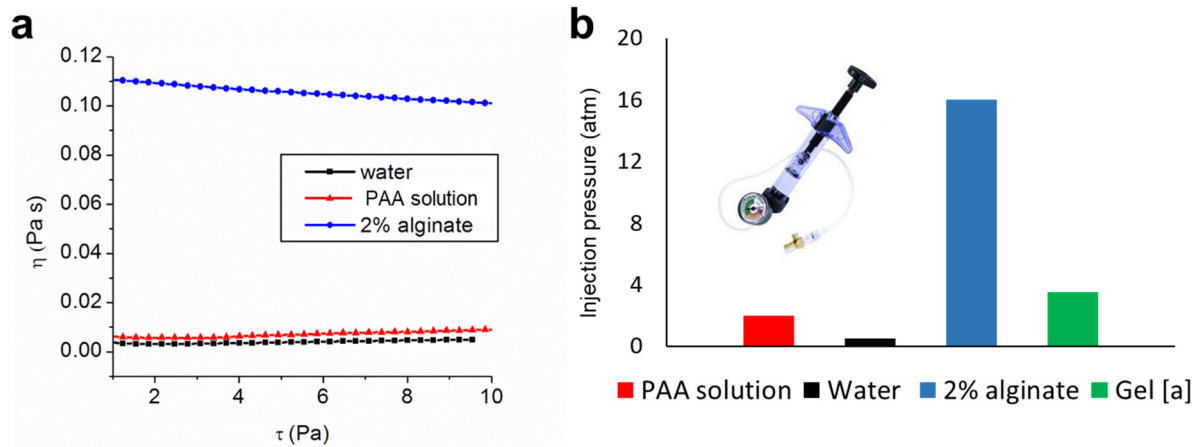 a
0.12
0.10
0.08
0.06
0.04
0.02
0.00
η (Pa s)
water
PAA solution
2% alginate
2 4 6 8 10
τ (Pa)
b
20
16
12
8
4
0
Injection pressure (atm)
PAA solution Water 2% alginate Gel [a]